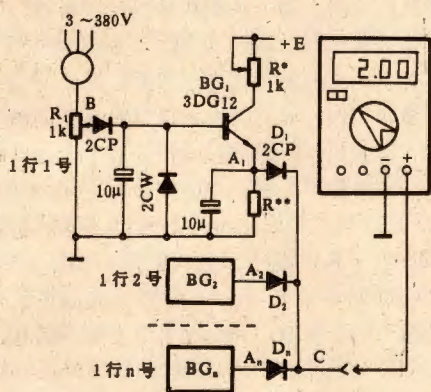 3 ~380V
+E
2.00
R₁
1k
B
2CP
BG₁
3DG12
R*
1k
D₁
2CP
A₁
1行1号
10μ
2CW
10μ
R**
− +
1行2号
BG₂
A₂
D₂
1行n号
BGₙ
Aₙ
Dₙ
C